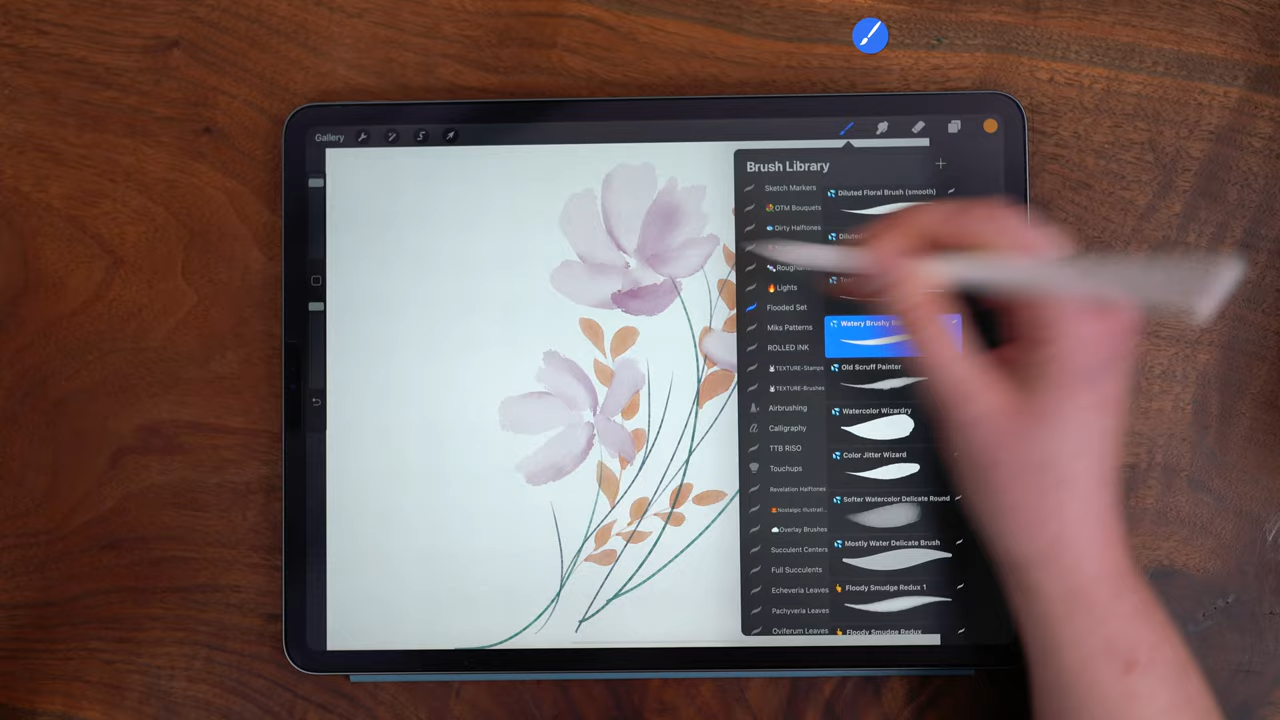 Gallery
Brush Library
Sketch Markers
OTM Bouquets
Dirty Halftones
Lights
Flooded Set
Miks Patterns
ROLLED INK
TEXTURE-Stamps
TEXTURE-Brushes
Airbrushing
Calligraphy
TTB RISO
Touchups
Revelation Halftones
Nostalgic Illustrati...
Overlay Brushes
Succulent Centers
Full Succulents
Echeveria Leaves
Pachyveria Leaves
Oviferum Leaves
Diluted Floral Brush (smooth)
Diluted
Watery Brushy
Old Scruff Painter
Watercolor Wizardry
Color Jitter Wizard
Softer Watercolor Delicate Round
Mostly Water Delicate Brush
Floody Smudge Redux 1
Floody Smudge Redux